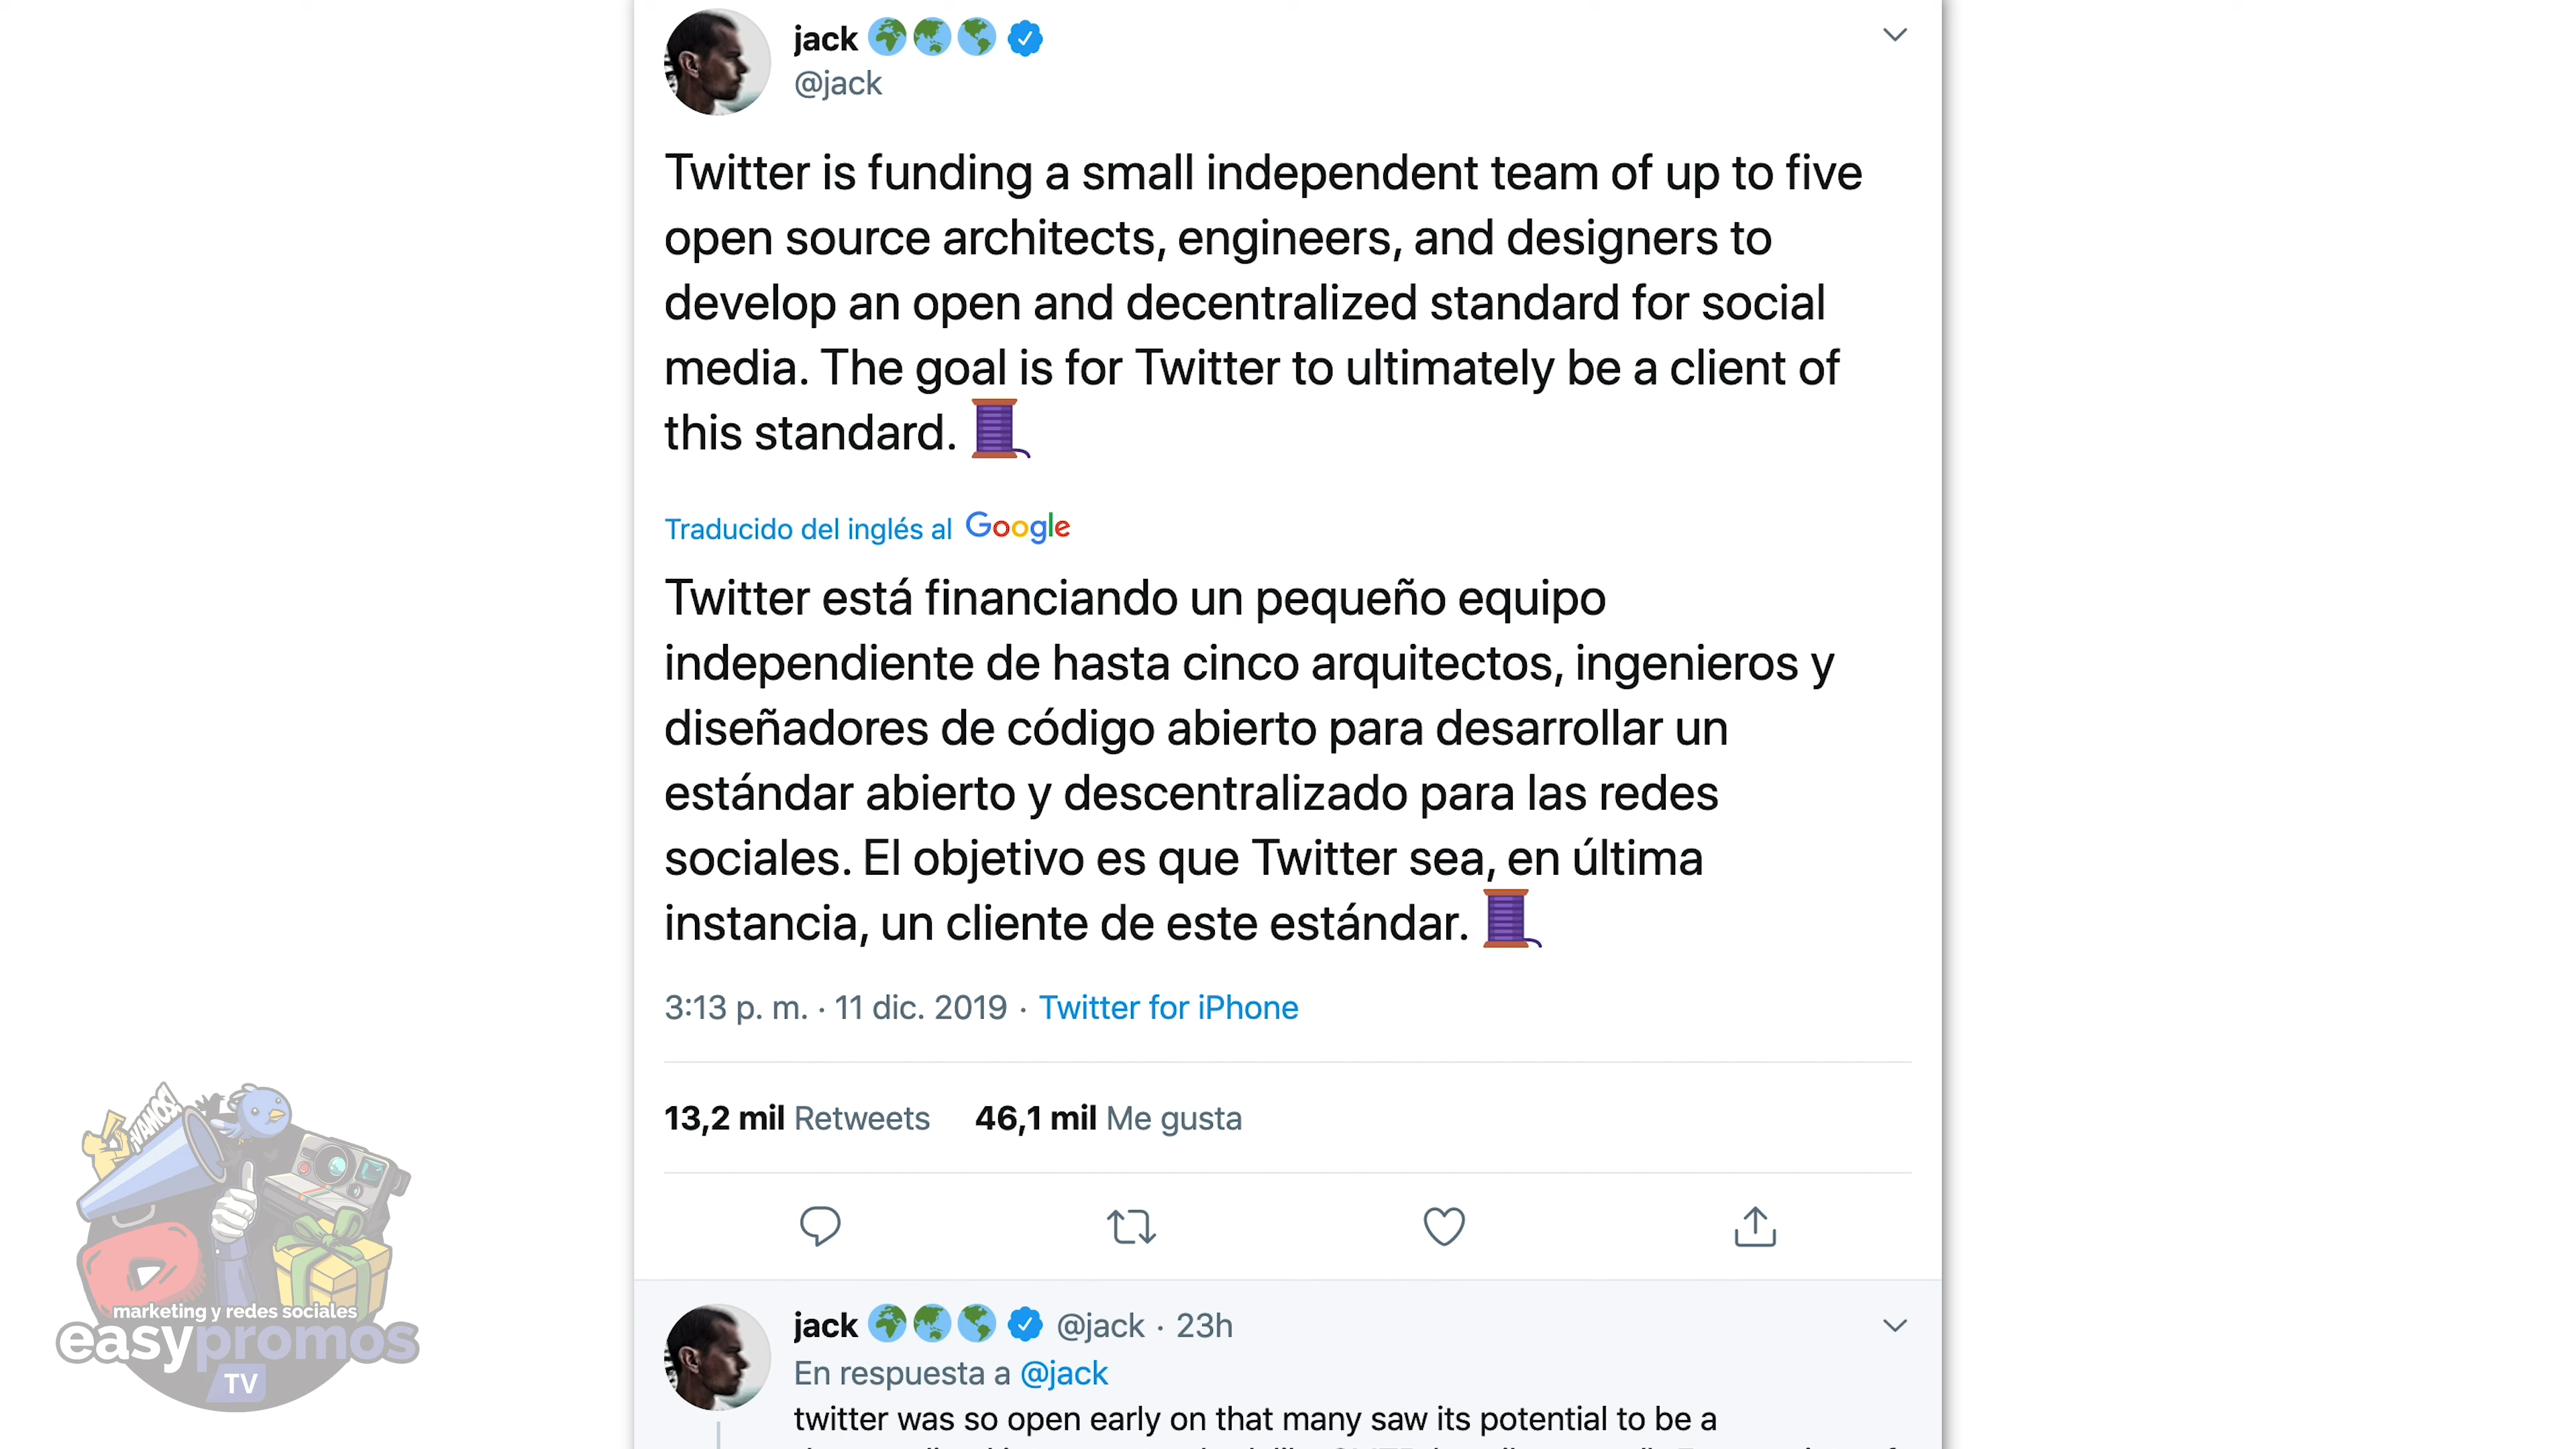 jack
@jack
Twitter is funding a small independent team of up to five
open source architects, engineers, and designers to
develop an open and decentralized standard for social
media. The goal is for Twitter to ultimately be a client of
this standard.
Traducido del inglés al Google
Twitter está financiando un pequeño equipo
independiente de hasta cinco arquitectos, ingenieros y
diseñadores de código abierto para desarrollar un
estándar abierto y descentralizado para las redes
sociales. El objetivo es que Twitter sea, en última
instancia, un cliente de este estándar.
3:13 p. m. · 11 dic. 2019 · Twitter for iPhone
13,2 mil Retweets 46,1 mil Me gusta
jack @jack · 23h
En respuesta a @jack
twitter was so open early on that many saw its potential to be a
¡VAMOS!
marketing y redes sociales
easypromos
TV